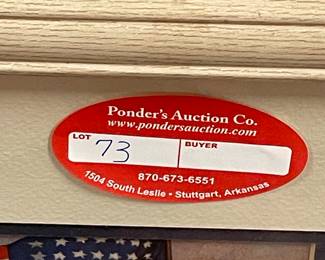 Ponder's Auction Co.
www.pondersauction.com
LOT 73 BUYER
870-673-6551
1504 South Leslie • Stuttgart, Arkansas